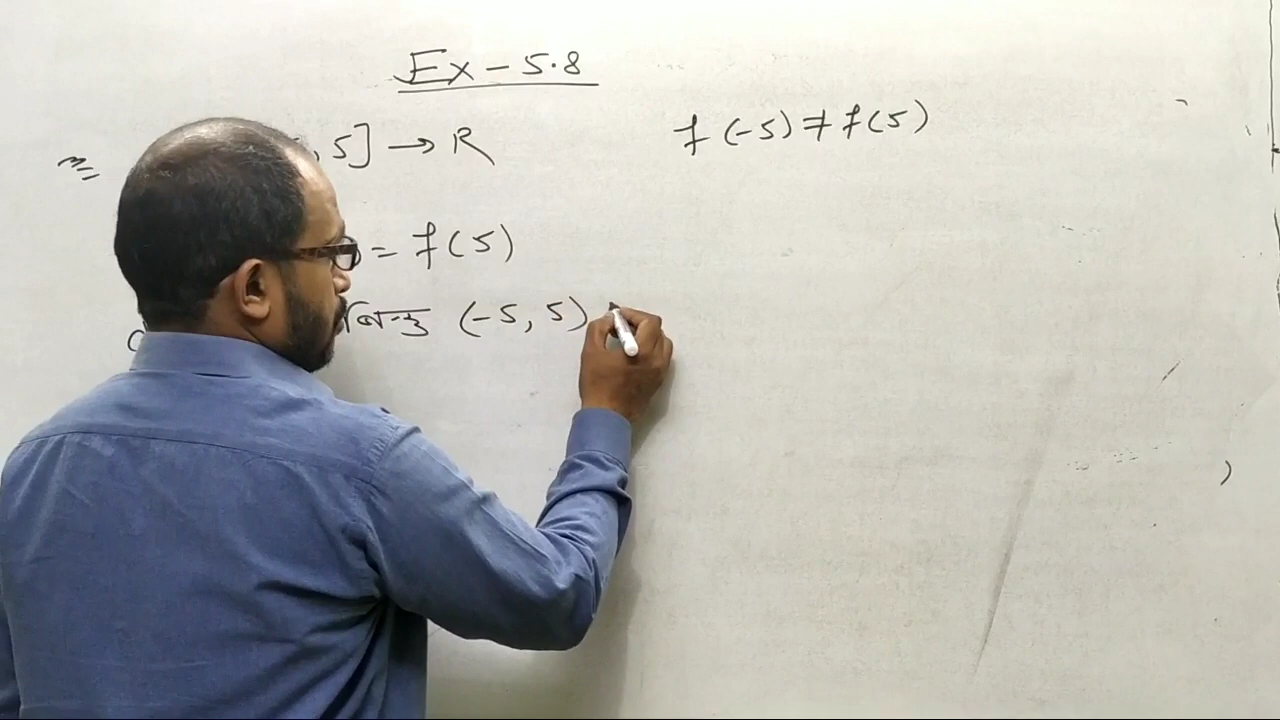 Ex - 5.8
, 5] → R
f(-5) ≠ f(5)
= f(5)
(-5, 5)